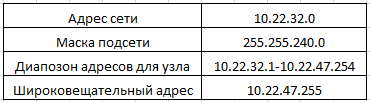 Адрес сети 10.22.32.0
Маска подсети 255.255.240.0
Диапазон адресов для узла 10.22.32.1-10.22.47.254
Широковещательный адрес 10.22.47.255